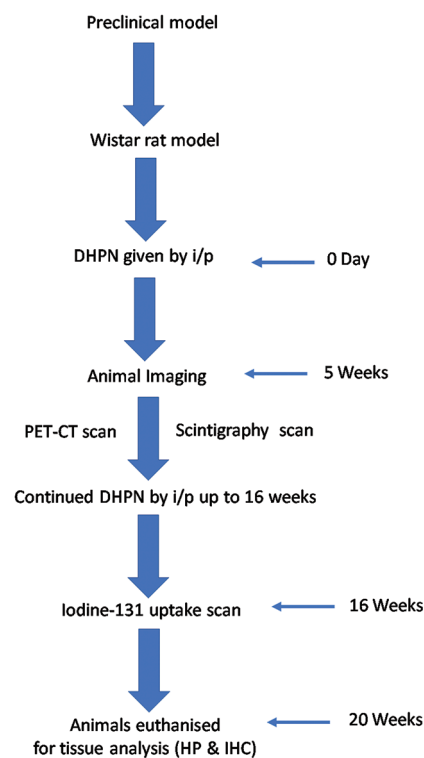 Preclinical model
Wistar rat model
DHPN given by i/p
0 Day
Animal Imaging
5 Weeks
PET-CT scan
Scintigraphy scan
Continued DHPN by i/p up to 16 weeks
Iodine-131 uptake scan
16 Weeks
Animals euthanised
for tissue analysis (HP & IHC)
20 Weeks